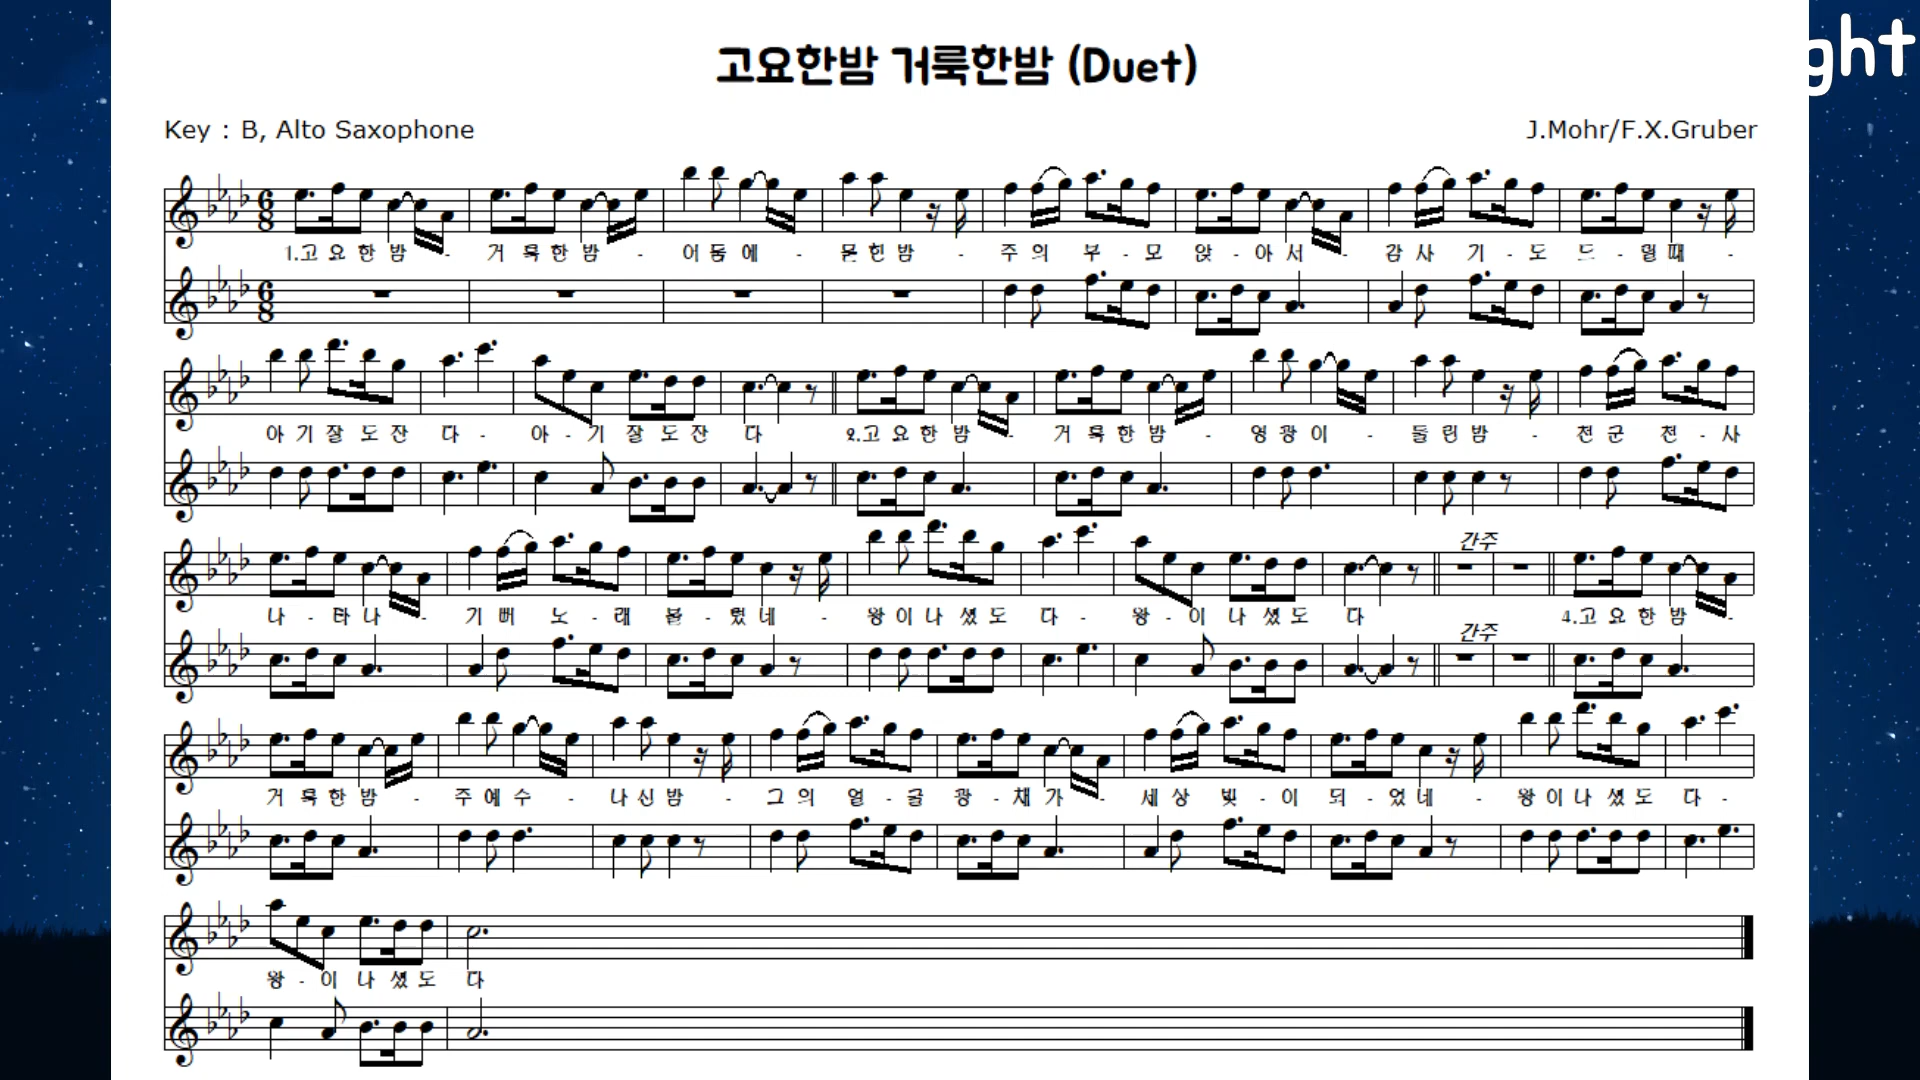 고요한밤 거룩한밤 (Duet)
ght
Key : B, Alto Saxophone
J.Mohr/F.X.Gruber
1.고 요 한 밤 - 거 룩 한 밤 - 어 둠 에 - 묻 힌 밤 - 주 의 부 - 모 앉 - 아 서 - 감 사 기 - 도 드 - 릴 때 -
아 기 잘 도 잔 다 - 아 - 기 잘 도 잔 다 2.고 요 한 밤 - 거 룩 한 밤 - 영 광 이 - 둘 린 밤 - 천 군 천 - 사
간주
나 - 타 나 - 기 뻐 노 - 래 불 - 렀 네 - 왕 이 나 셨 도 다 - 왕 - 이 나 셨 도 다 4.고 요 한 밤 -
간주
거 룩 한 밤 - 주 예 수 - 나 신 밤 - 그 의 얼 - 굴 광 - 채 가 - 세 상 빛 - 이 되 - 었 네 - 왕 이 나 셨 도 다 -
왕 - 이 나 셨 도 다